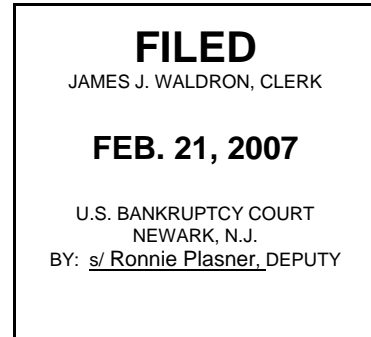 FILED
JAMES J. WALDRON, CLERK
FEB. 21, 2007
U.S. BANKRUPTCY COURT
NEWARK, N.J.
BY: s/ Ronnie Plasner, DEPUTY